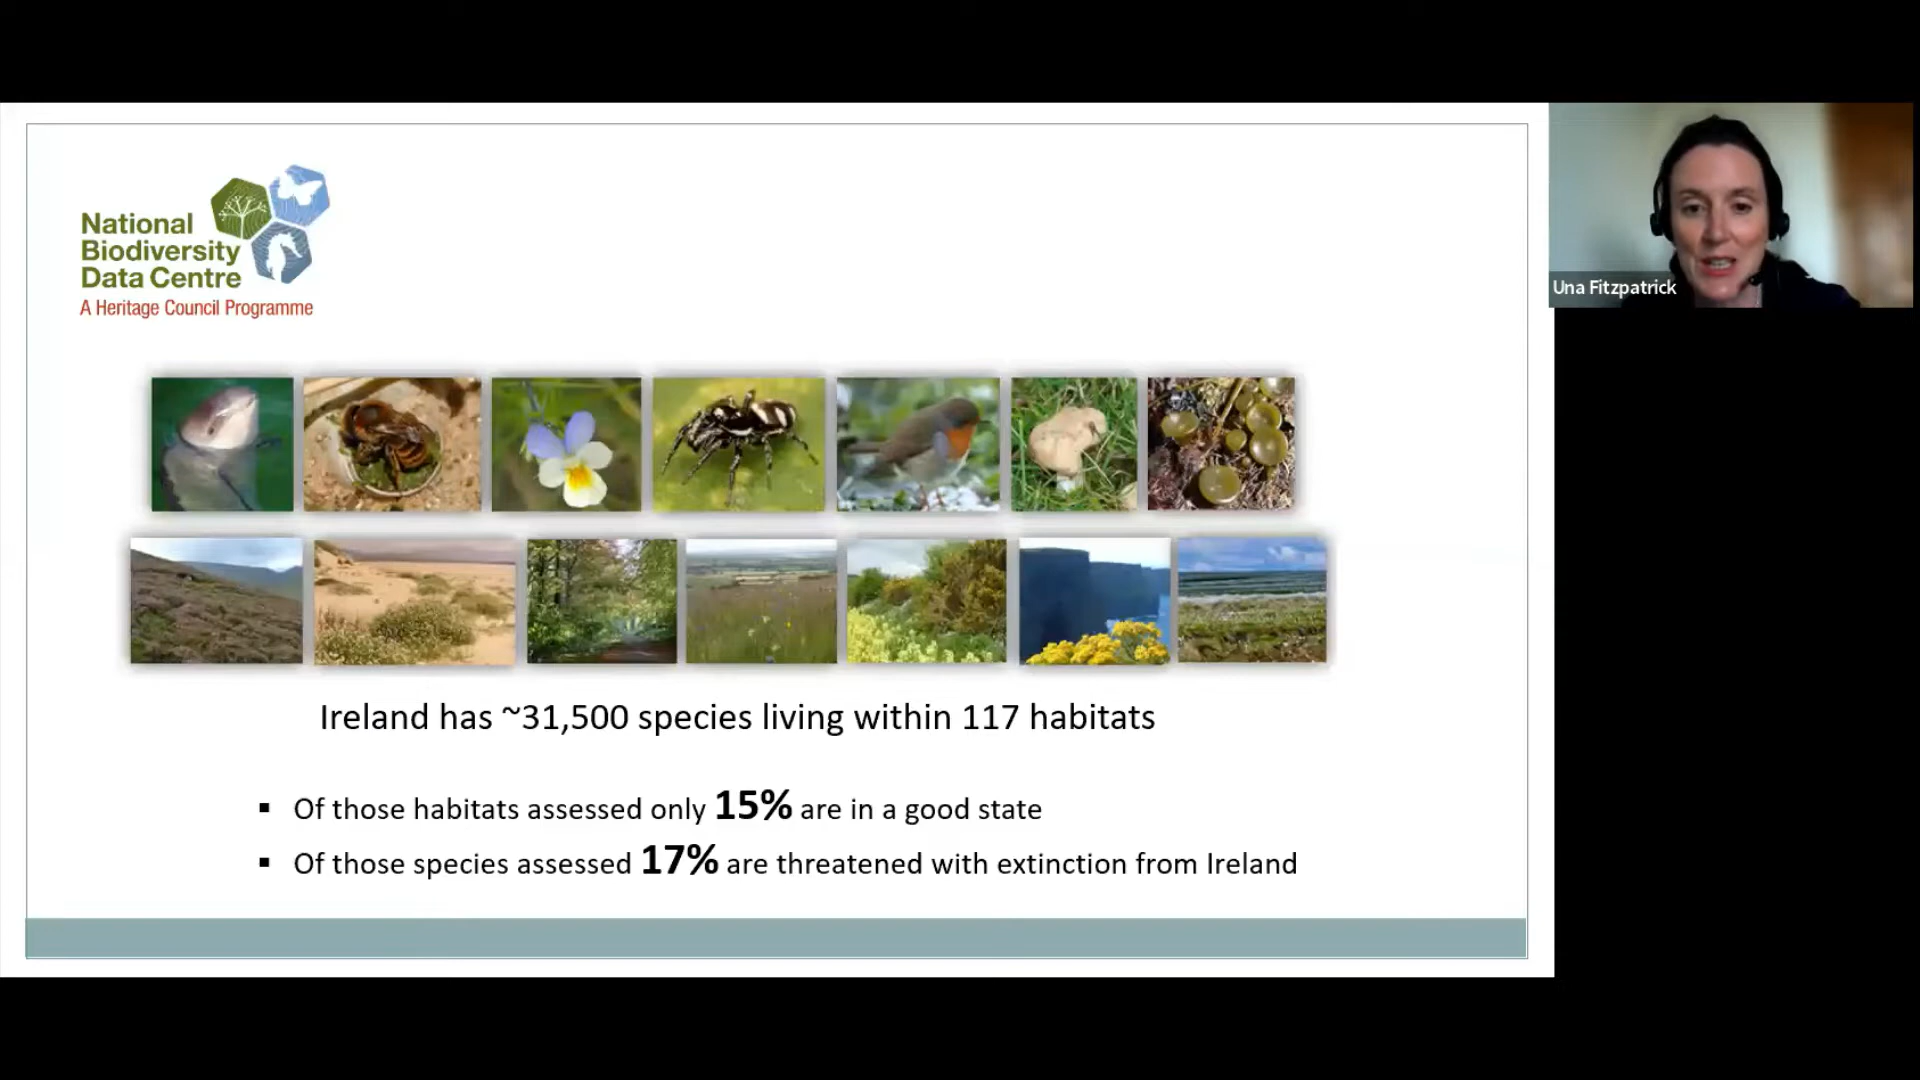 National
Biodiversity
Data Centre
A Heritage Council Programme
Una Fitzpatrick
Ireland has ~31,500 species living within 117 habitats
▪ Of those habitats assessed only 15% are in a good state
▪ Of those species assessed 17% are threatened with extinction from Ireland